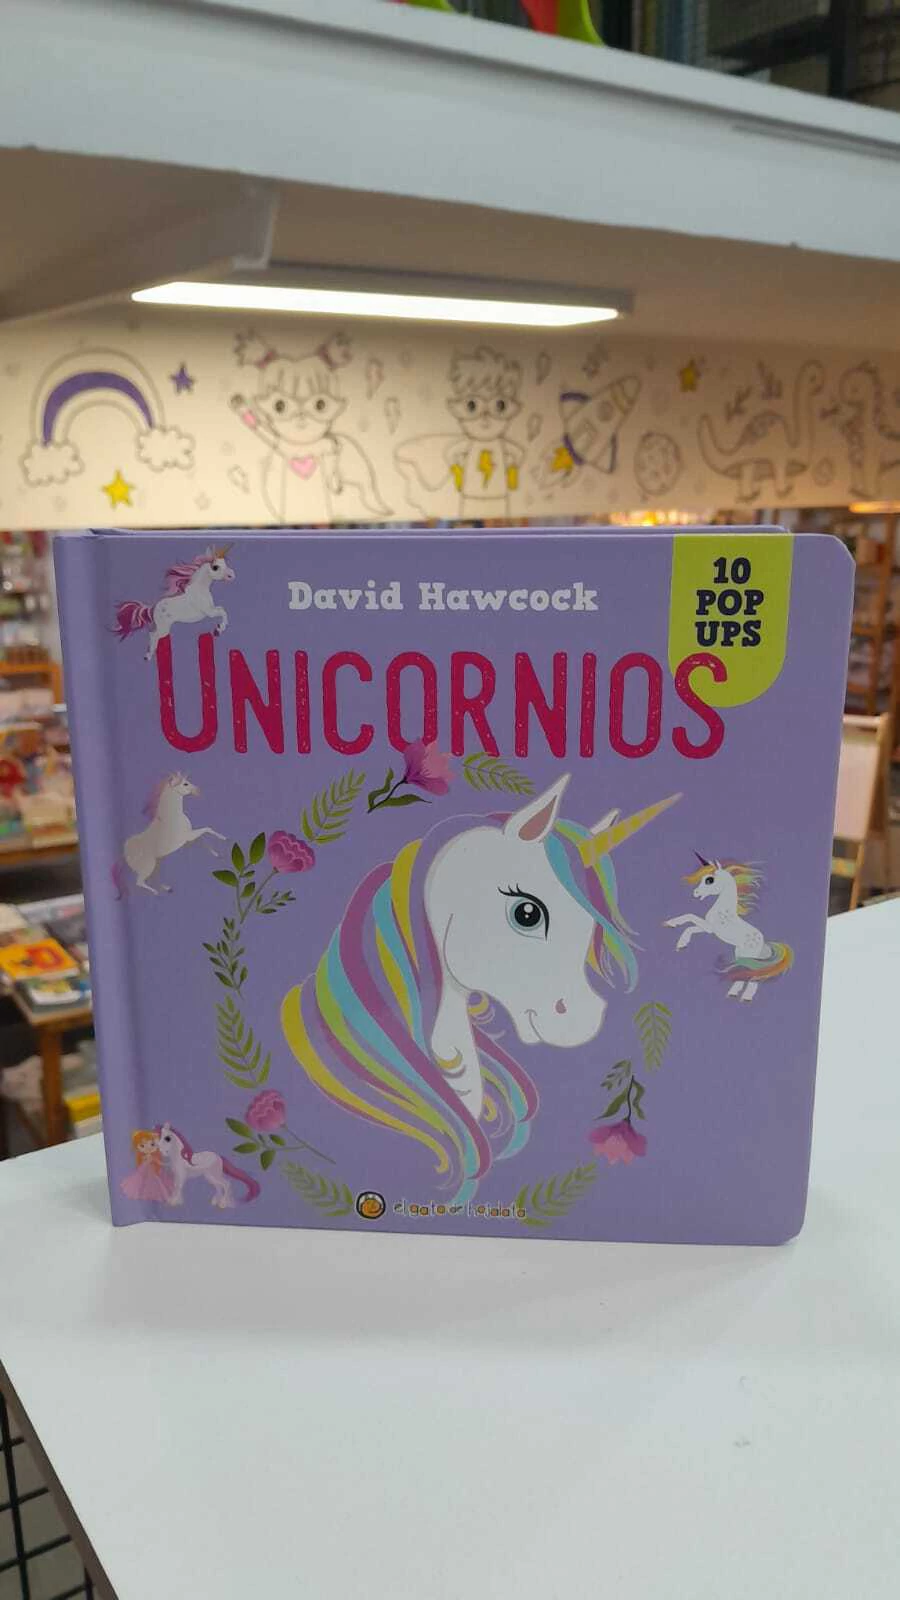 David Hawcock
10
POP
UPS
UNICORNIOS
el gato de hojalata